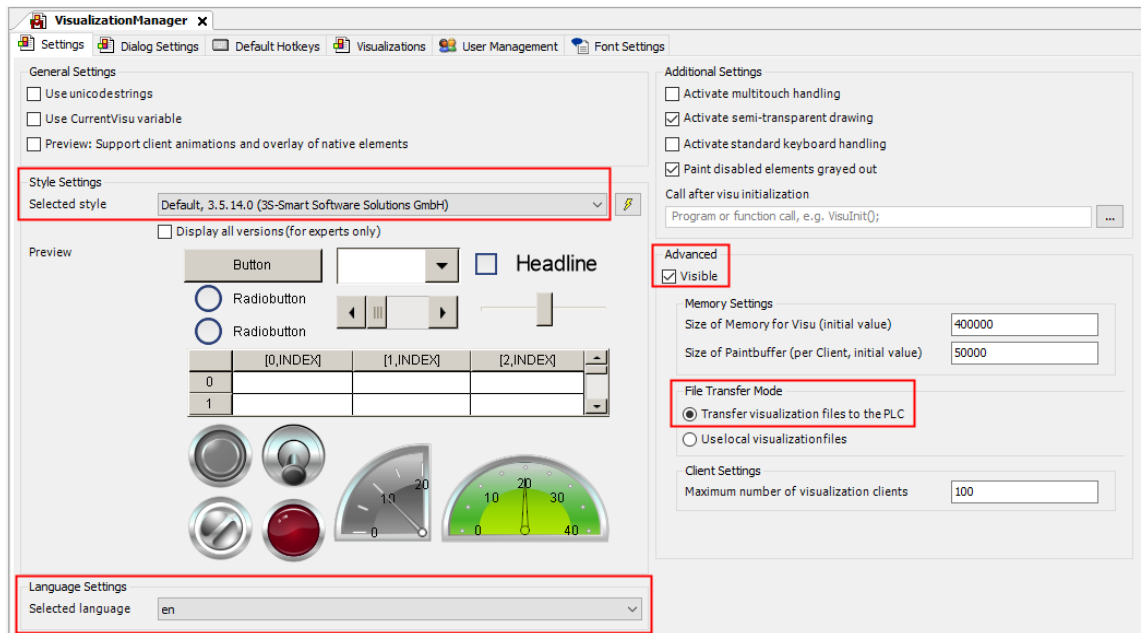 VisualizationManager x
Settings Dialog Settings Default Hotkeys Visualizations User Management Font Settings
General Settings
Use unicodestrings
Use CurrentVisu variable
Preview: Support client animations and overlay of native elements
Style Settings
Selected style Default, 3.5.14.0 (3S-Smart Software Solutions GmbH)
Display all versions (for experts only)
Preview
Button
Headline
Radiobutton
Radiobutton
[0,INDEX] [1,INDEX] [2,INDEX]
0
1
0 10 20
0 10 20 30 40
Language Settings
Selected language en
Additional Settings
Activate multitouch handling
Activate semi-transparent drawing
Activate standard keyboard handling
Paint disabled elements grayed out
Call after visu initialization
Program or function call, e.g. VisuInit(); ...
Advanced
Visible
Memory Settings
Size of Memory for Visu (initial value) 400000
Size of Paintbuffer (per Client, initial value) 50000
File Transfer Mode
Transfer visualization files to the PLC
Use local visualization files
Client Settings
Maximum number of visualization clients 100